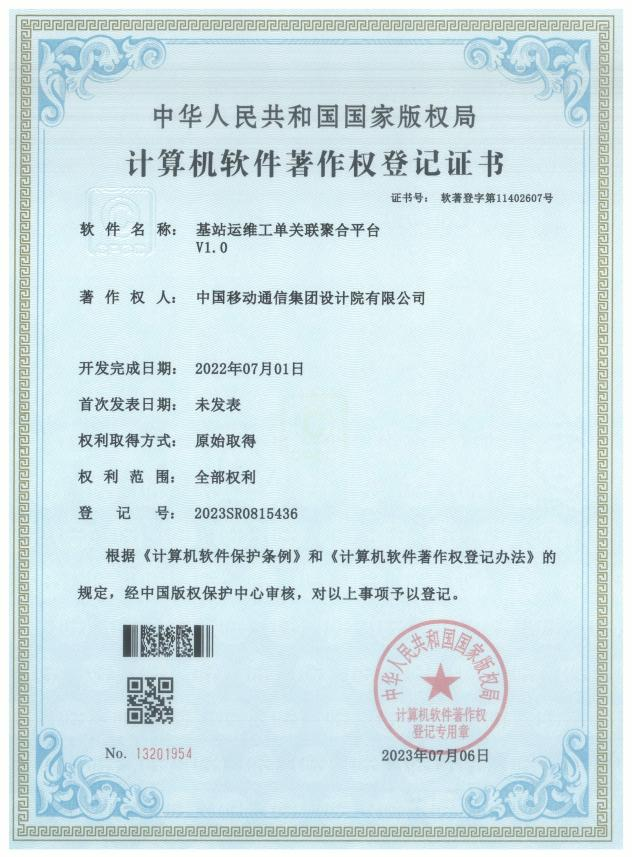 中华人民共和国国家版权局
计算机软件著作权登记证书
证书号： 软著登字第11402607号
软件名称： 基站运维工单关联聚合平台
V1.0
著作权人： 中国移动通信集团设计院有限公司
开发完成日期： 2022年07月01日
首次发表日期： 未发表
权利取得方式： 原始取得
权利范围： 全部权利
登记号： 2023SR0815436
根据《计算机软件保护条例》和《计算机软件著作权登记办法》的
规定，经中国版权保护中心审核，对以上事项予以登记。
中华人民共和国国家版权局
计算机软件著作权
登记专用章
No. 13201954
2023年07月06日